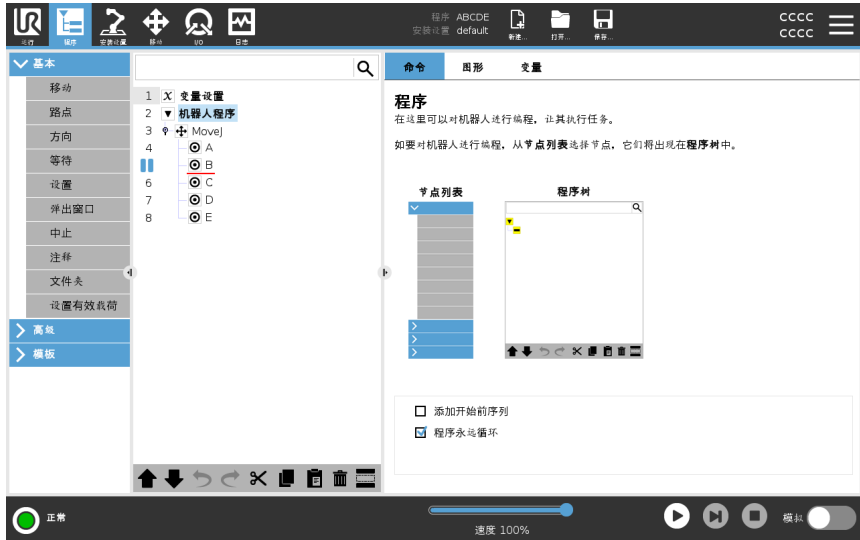 UR
运行
程序
安装设置
移动
I/O
日志
程序 ABCDE
安装设置 default
新建...
打开...
保存...
CCCC
CCCC
基本
移动
路点
方向
等待
设置
弹出窗口
中止
注释
文件夹
设置有效载荷
高级
模板
1 X 变量设置
2 ▼ 机器人程序
3 MoveJ
4 A
B
6 C
7 D
8 E
命令 图形 变量
程序
在这里可以对机器人进行编程，让其执行任务。
如要对机器人进行编程，从节点列表选择节点，它们将出现在程序树中。
节点列表 程序树
添加开始前序列
程序永远循环
正常
速度 100%
模拟